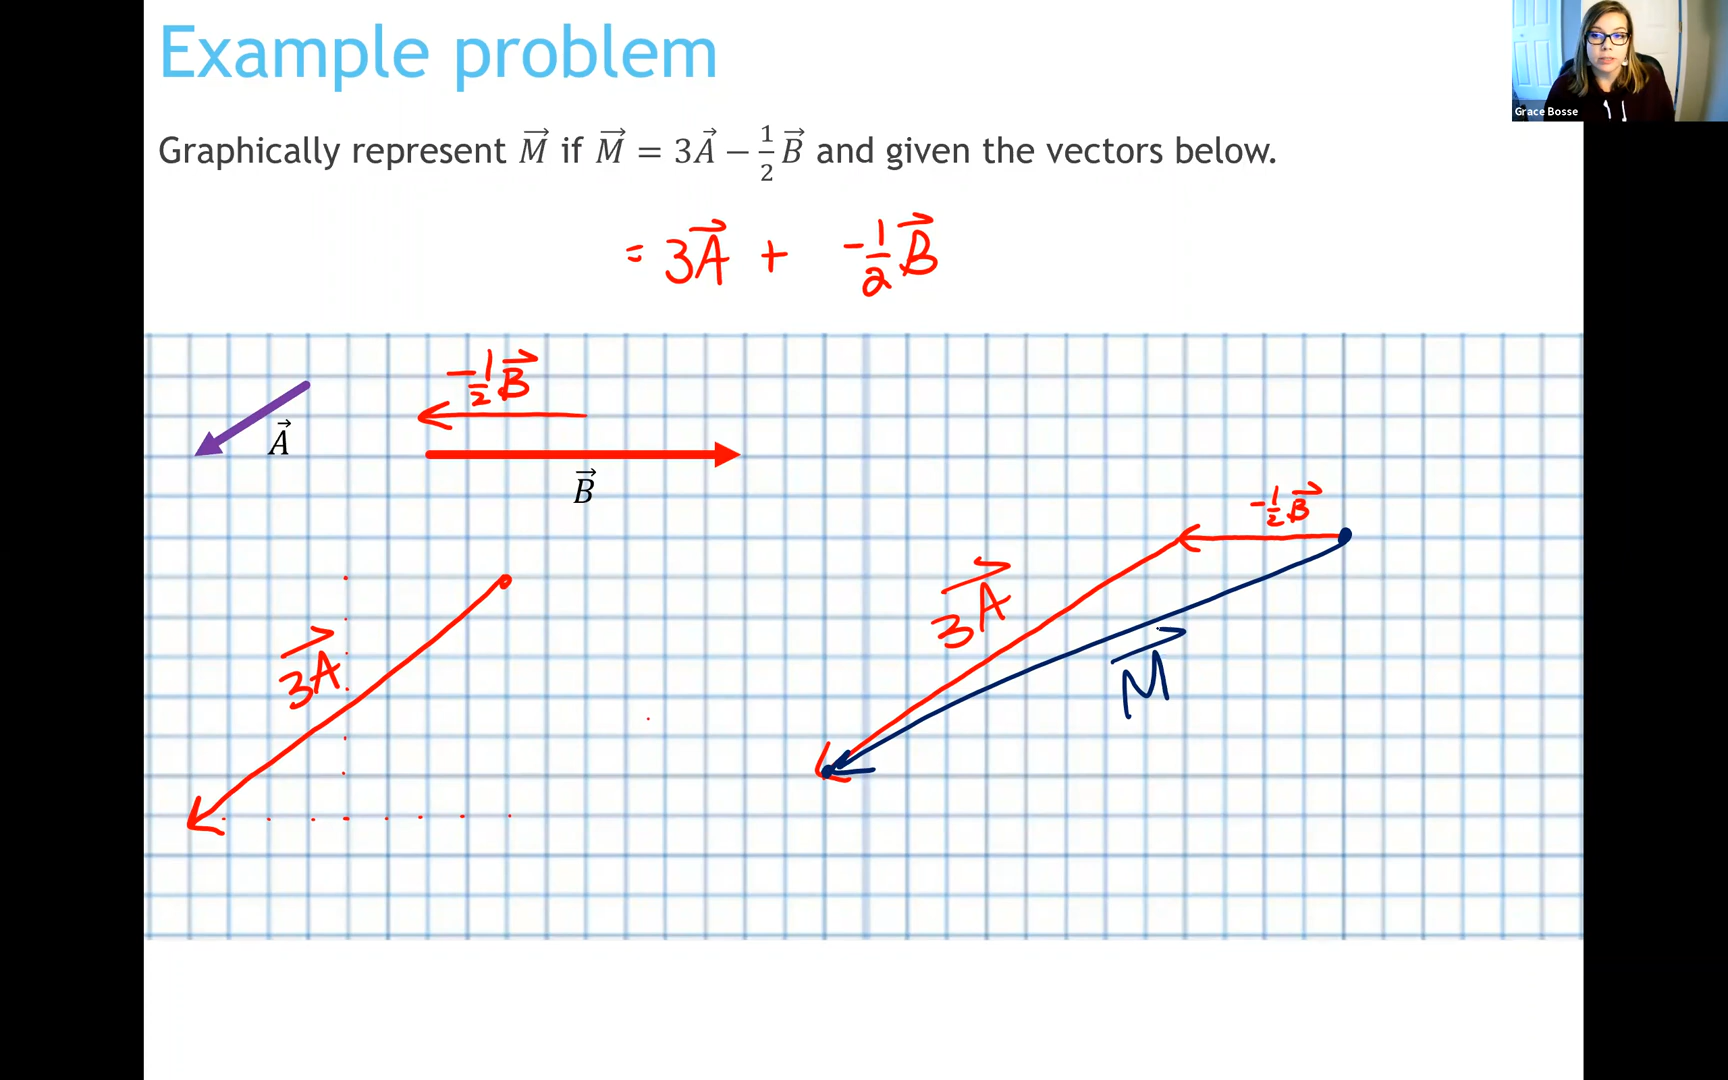 Example problem
Grace Bosse
Graphically represent M⃗ if M⃗ = 3A⃗ − ½B⃗ and given the vectors below.
= 3A⃗ + -½B⃗
-½B⃗
A⃗
B⃗
-½B⃗
3A⃗
3A⃗
M⃗